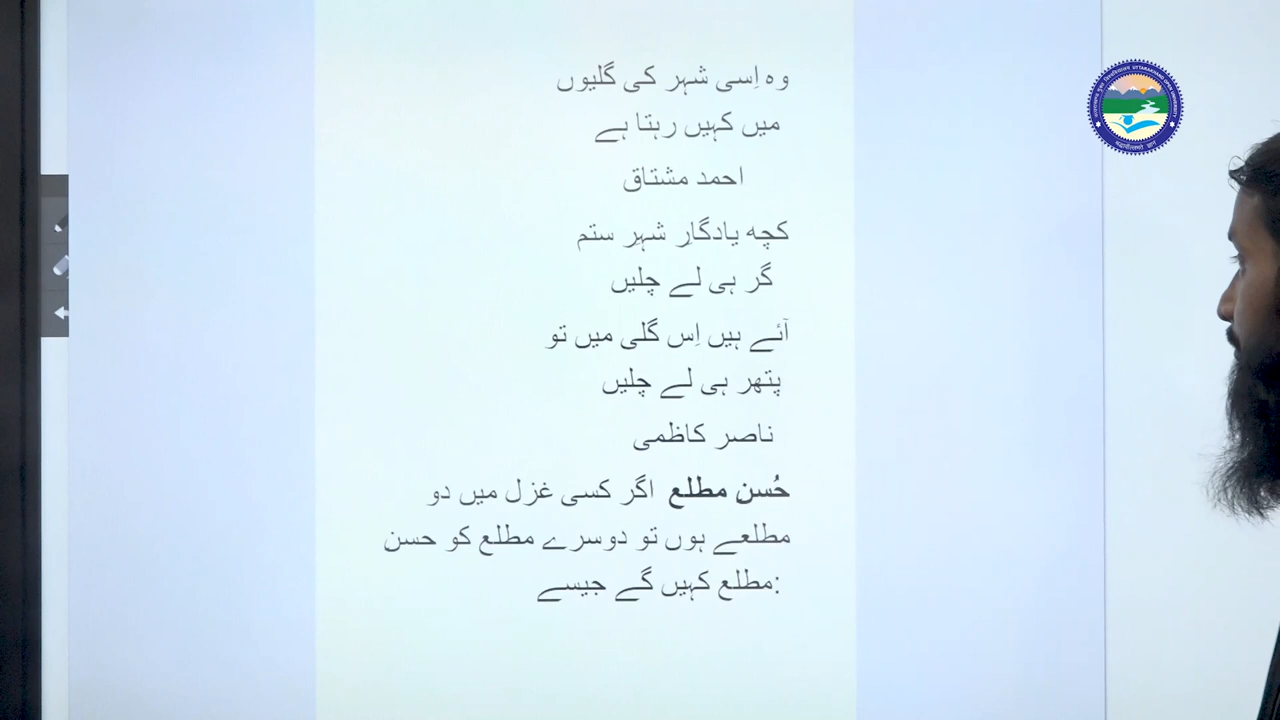 وہ اِسی شہر کی گلیوں
میں کہیں رہتا ہے
احمد مشتاق
کچھ یادگارِ شہرِ ستم
گر ہی لے چلیں
آئے ہیں اِس گلی میں تو
پتھر ہی لے چلیں
ناصر کاظمی
حُسنِ مطلع اگر کسی غزل میں دو
مطلعے ہوں تو دوسرے مطلع کو حسنِ
مطلع کہیں گے جیسے: